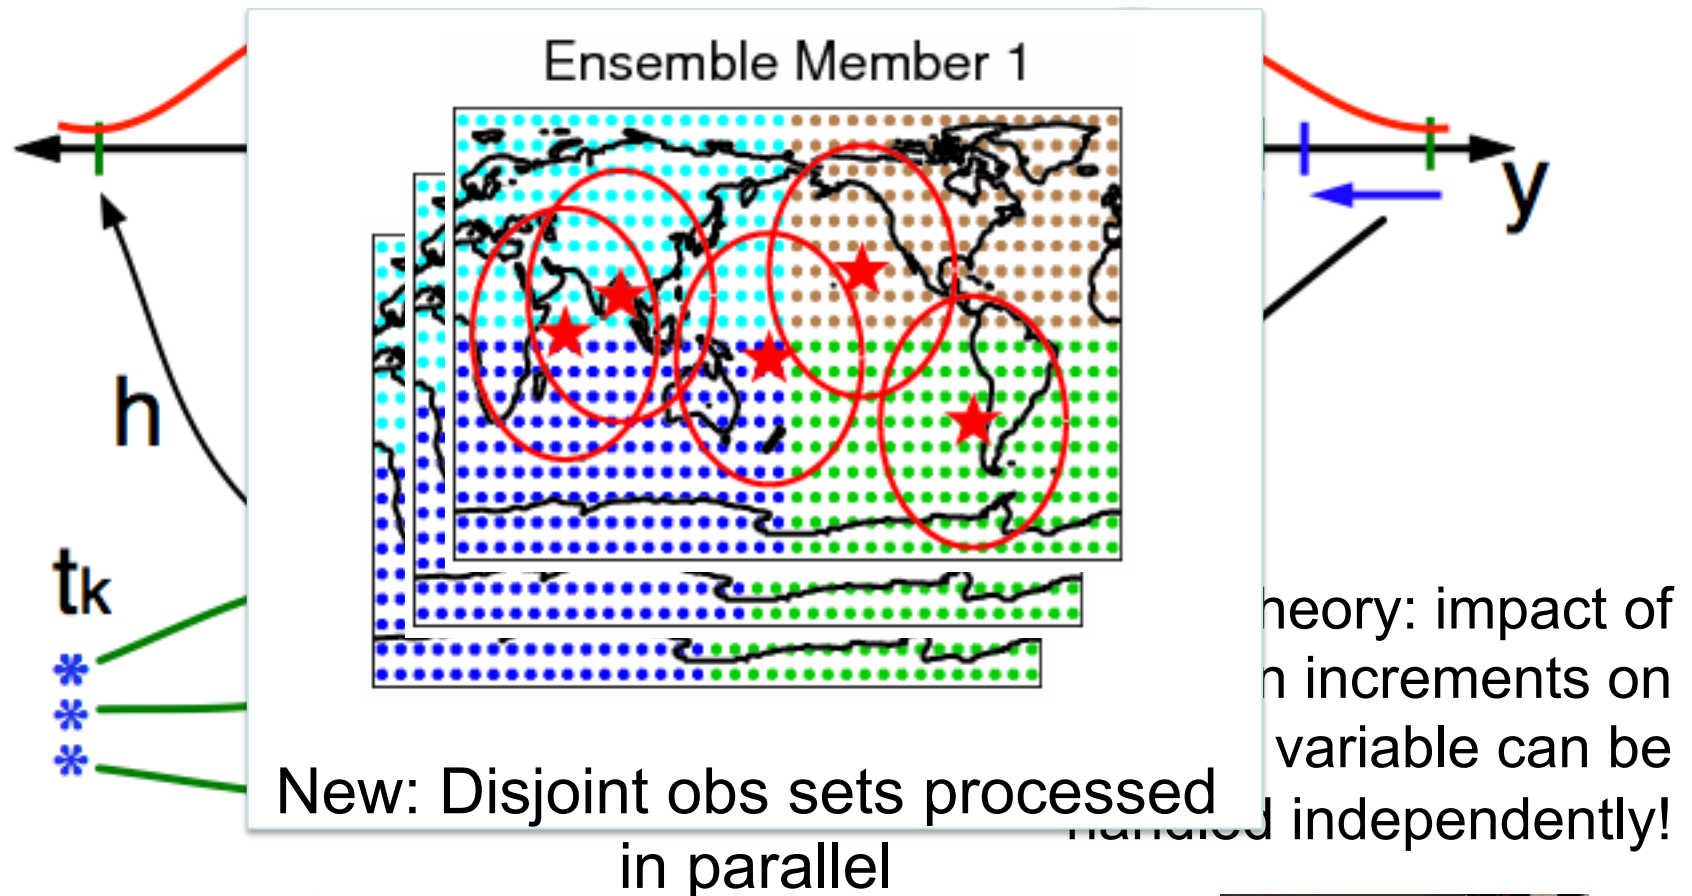 Ensemble Member 1
y
h
tk
*
*
*
heory: impact of
n increments on
variable can be
independently!
New: Disjoint obs sets processed
in parallel